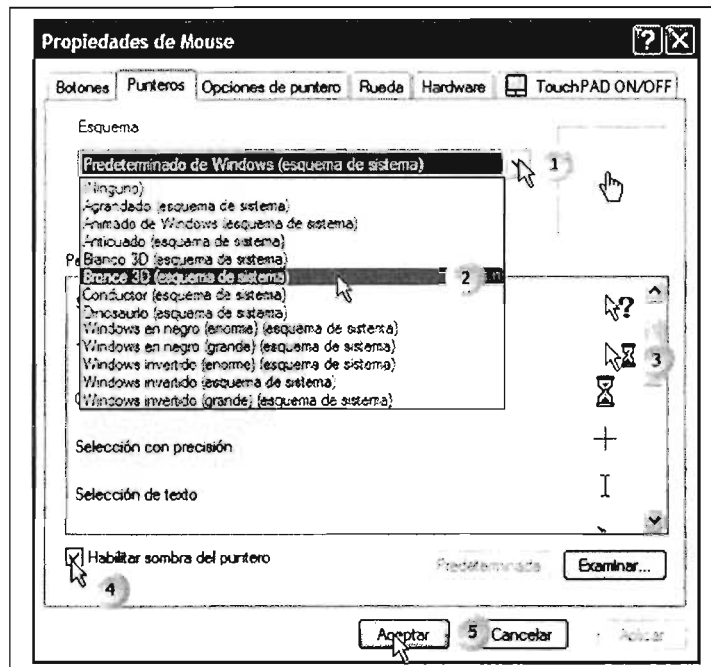 Propiedades de Mouse
Botones Punteros Opciones de puntero Rueda Hardware TouchPAD ON/OFF
Esquema
Predeterminado de Windows (esquema de sistema)
1
(Ninguno)
Agrandado (esquema de sistema)
Animado de Windows (esquema de sistema)
Anticuado (esquema de sistema)
Blanco 3D (esquema de sistema)
Pe
Bronce 3D (esquema de sistema)
2
Conductor (esquema de sistema)
Dinosaurio (esquema de sistema)
Windows en negro (enorme) (esquema de sistema)
Windows en negro (grande) (esquema de sistema)
3
Windows invertido (enorme) (esquema de sistema)
Windows invertido (esquema de sistema)
Windows invertido (grande) (esquema de sistema)
Selección con precisión
Selección de texto
Habilitar sombra del puntero
4
Predeterminada Examinar...
Aceptar 5 Cancelar Aplicar